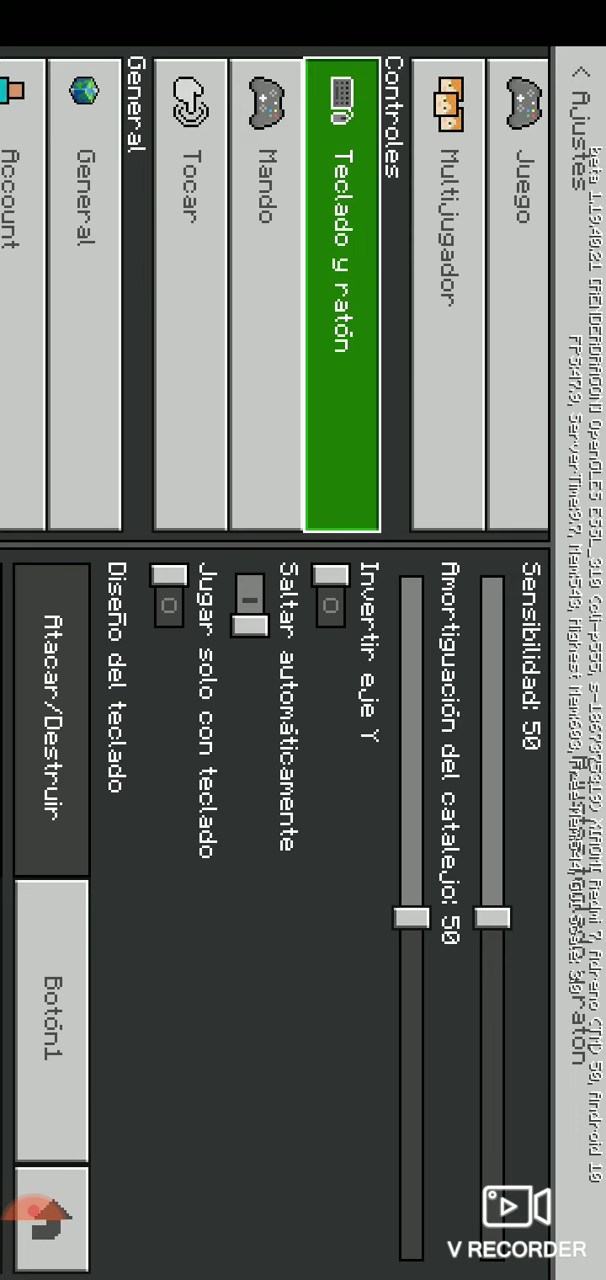 < Ajustes
Juego
Multijugador
Controles
Teclado y ratón
Mando
Tocar
General
General
Account
Sensibilidad: 50
Amortiguación del catalejo: 50
Invertir eje Y
Saltar automáticamente
Jugar solo con teclado
Diseño del teclado
Atacar/Destruir
Botón1
V RECORDER